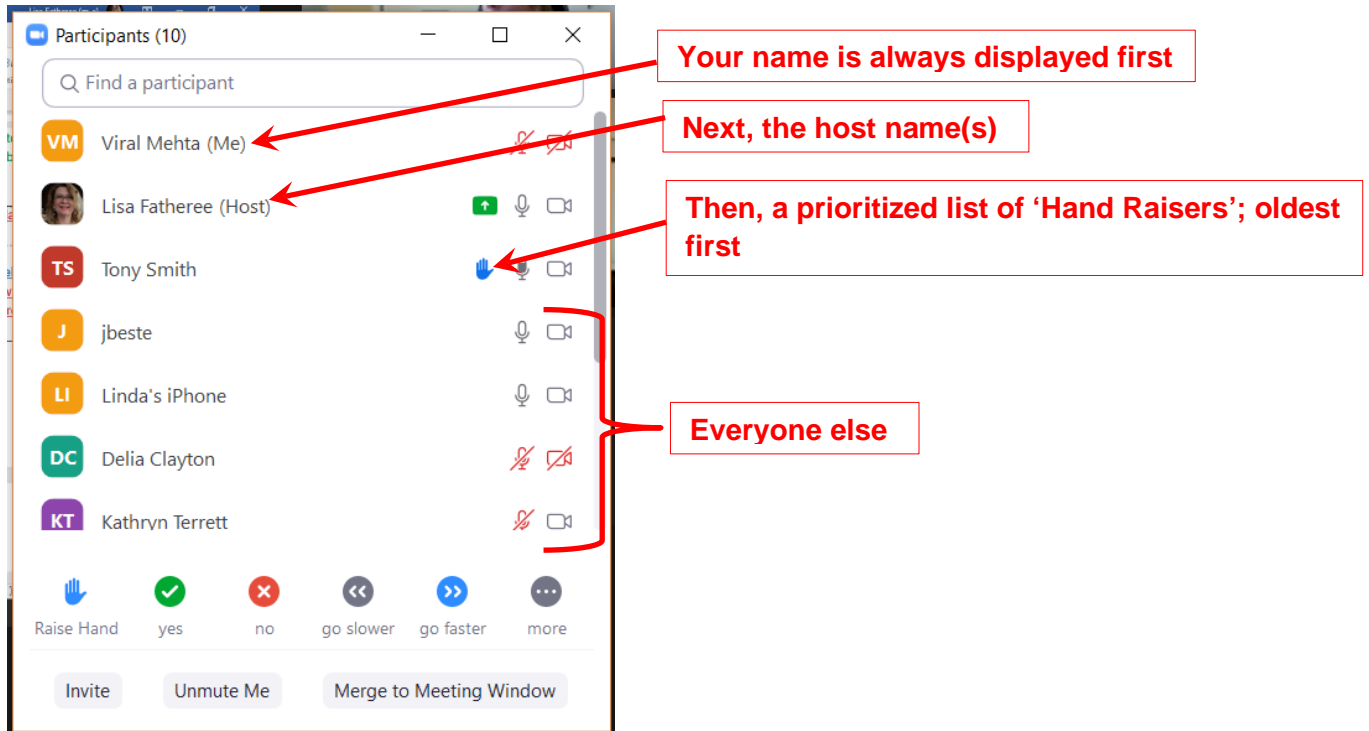 Participants (10)
Your name is always displayed first
Find a participant
Next, the host name(s)
VM Viral Mehta (Me)
Lisa Fatheree (Host)
Then, a prioritized list of ‘Hand Raisers’; oldest
first
TS Tony Smith
J jbeste
LI Linda's iPhone
Everyone else
DC Delia Clayton
KT Kathryn Terrett
Raise Hand yes no go slower go faster more
Invite Unmute Me Merge to Meeting Window